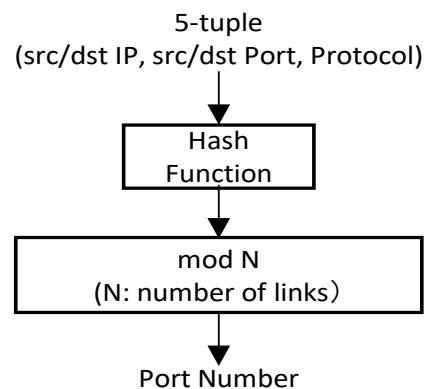 5-tuple
(src/dst IP, src/dst Port, Protocol)
Hash
Function
mod N
(N: number of links）
Port Number